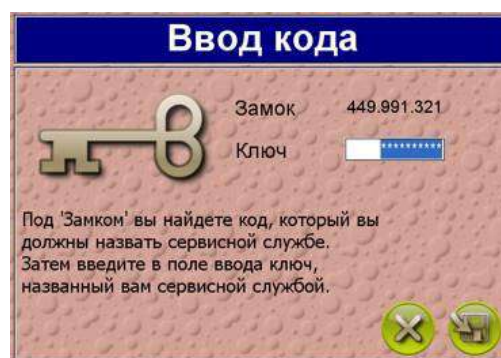 Ввод кода
Замок 449.991.321
Ключ **********
Под 'Замком' вы найдете код, который вы
должны назвать сервисной службе.
Затем введите в поле ввода ключ,
названный вам сервисной службой.